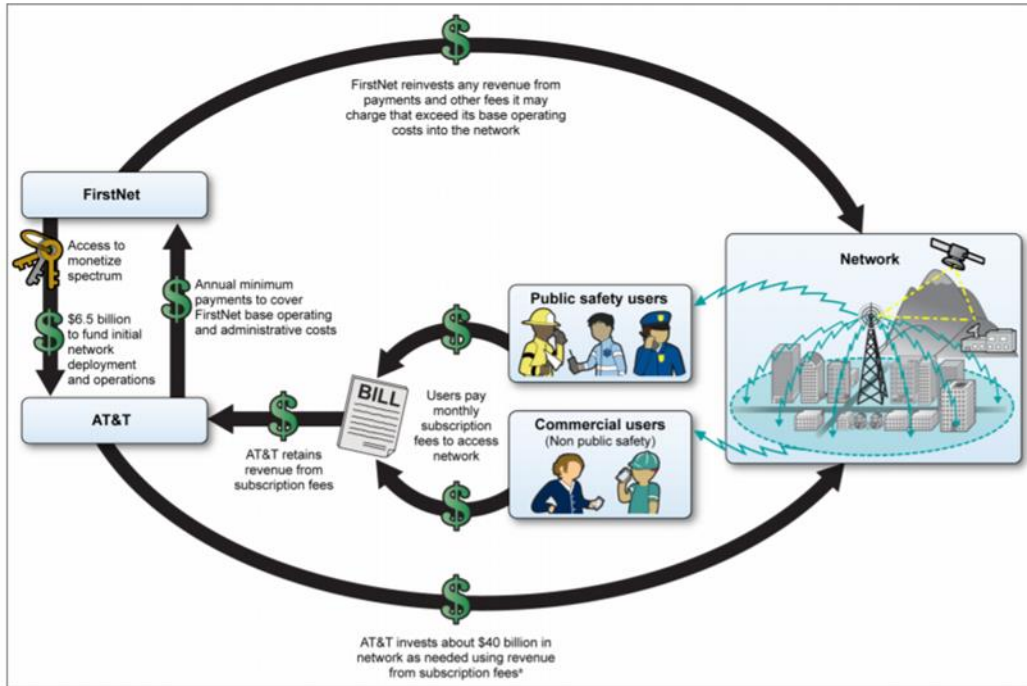 FirstNet reinvests any revenue from
payments and other fees it may
charge that exceed its base operating
costs into the network
FirstNet
Access to
monetize
spectrum
$6.5 billion
to fund initial
network
deployment
and operations
Annual minimum
payments to cover
FirstNet base operating
and administrative costs
AT&T
AT&T retains
revenue from
subscription fees
BILL
Users pay
monthly
subscription
fees to access
network
Public safety users
Commercial users
(Non public safety)
Network
AT&T invests about $40 billion in
network as needed using revenue
from subscription feesª